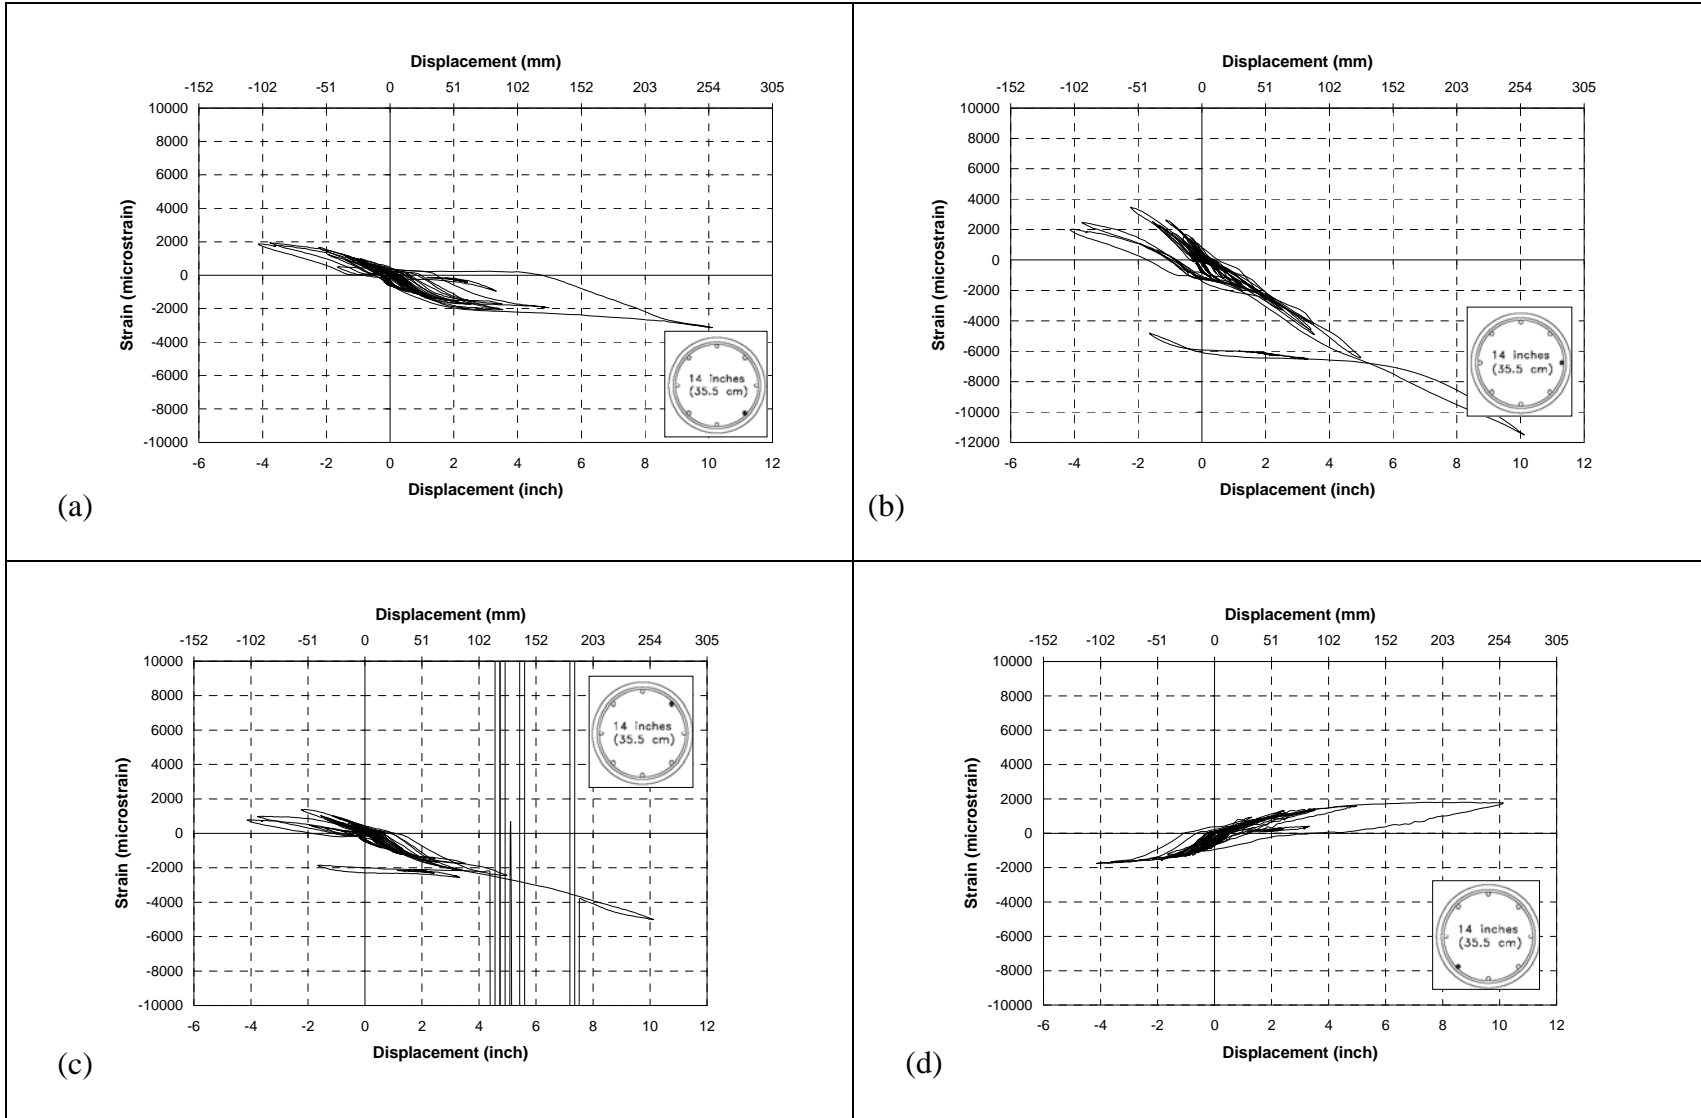 Displacement (mm)
-152 -102 -51 0 51 102 152 203 254 305
10000
8000
6000
4000
2000
0
-2000
-4000
-6000
-8000
-10000
Strain (microstrain)
14 inches
(35.5 cm)
-6 -4 -2 0 2 4 6 8 10 12
Displacement (inch)
(a)
Displacement (mm)
-152 -102 -51 0 51 102 152 203 254 305
10000
8000
6000
4000
2000
0
-2000
-4000
-6000
-8000
-10000
-12000
Strain (microstrain)
14 inches
(35.5 cm)
-6 -4 -2 0 2 4 6 8 10 12
Displacement (inch)
(b)
Displacement (mm)
-152 -102 -51 0 51 102 152 203 254 305
10000
8000
6000
4000
2000
0
-2000
-4000
-6000
-8000
-10000
Strain (microstrain)
14 inches
(35.5 cm)
-6 -4 -2 0 2 4 6 8 10 12
Displacement (inch)
(c)
Displacement (mm)
-152 -102 -51 0 51 102 152 203 254 305
10000
8000
6000
4000
2000
0
-2000
-4000
-6000
-8000
-10000
Strain (microstrain)
14 inches
(35.5 cm)
-6 -4 -2 0 2 4 6 8 10 12
Displacement (inch)
(d)